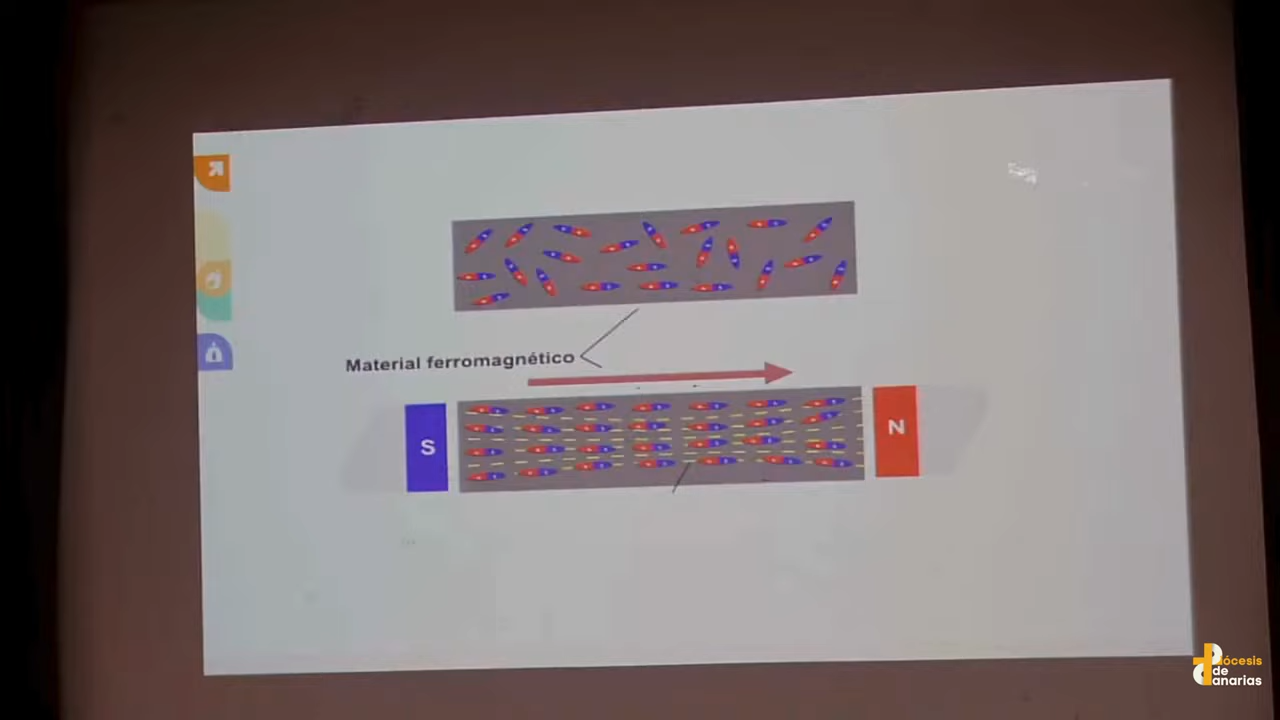 Material ferromagnético
S
N
Diócesis
de
Canarias